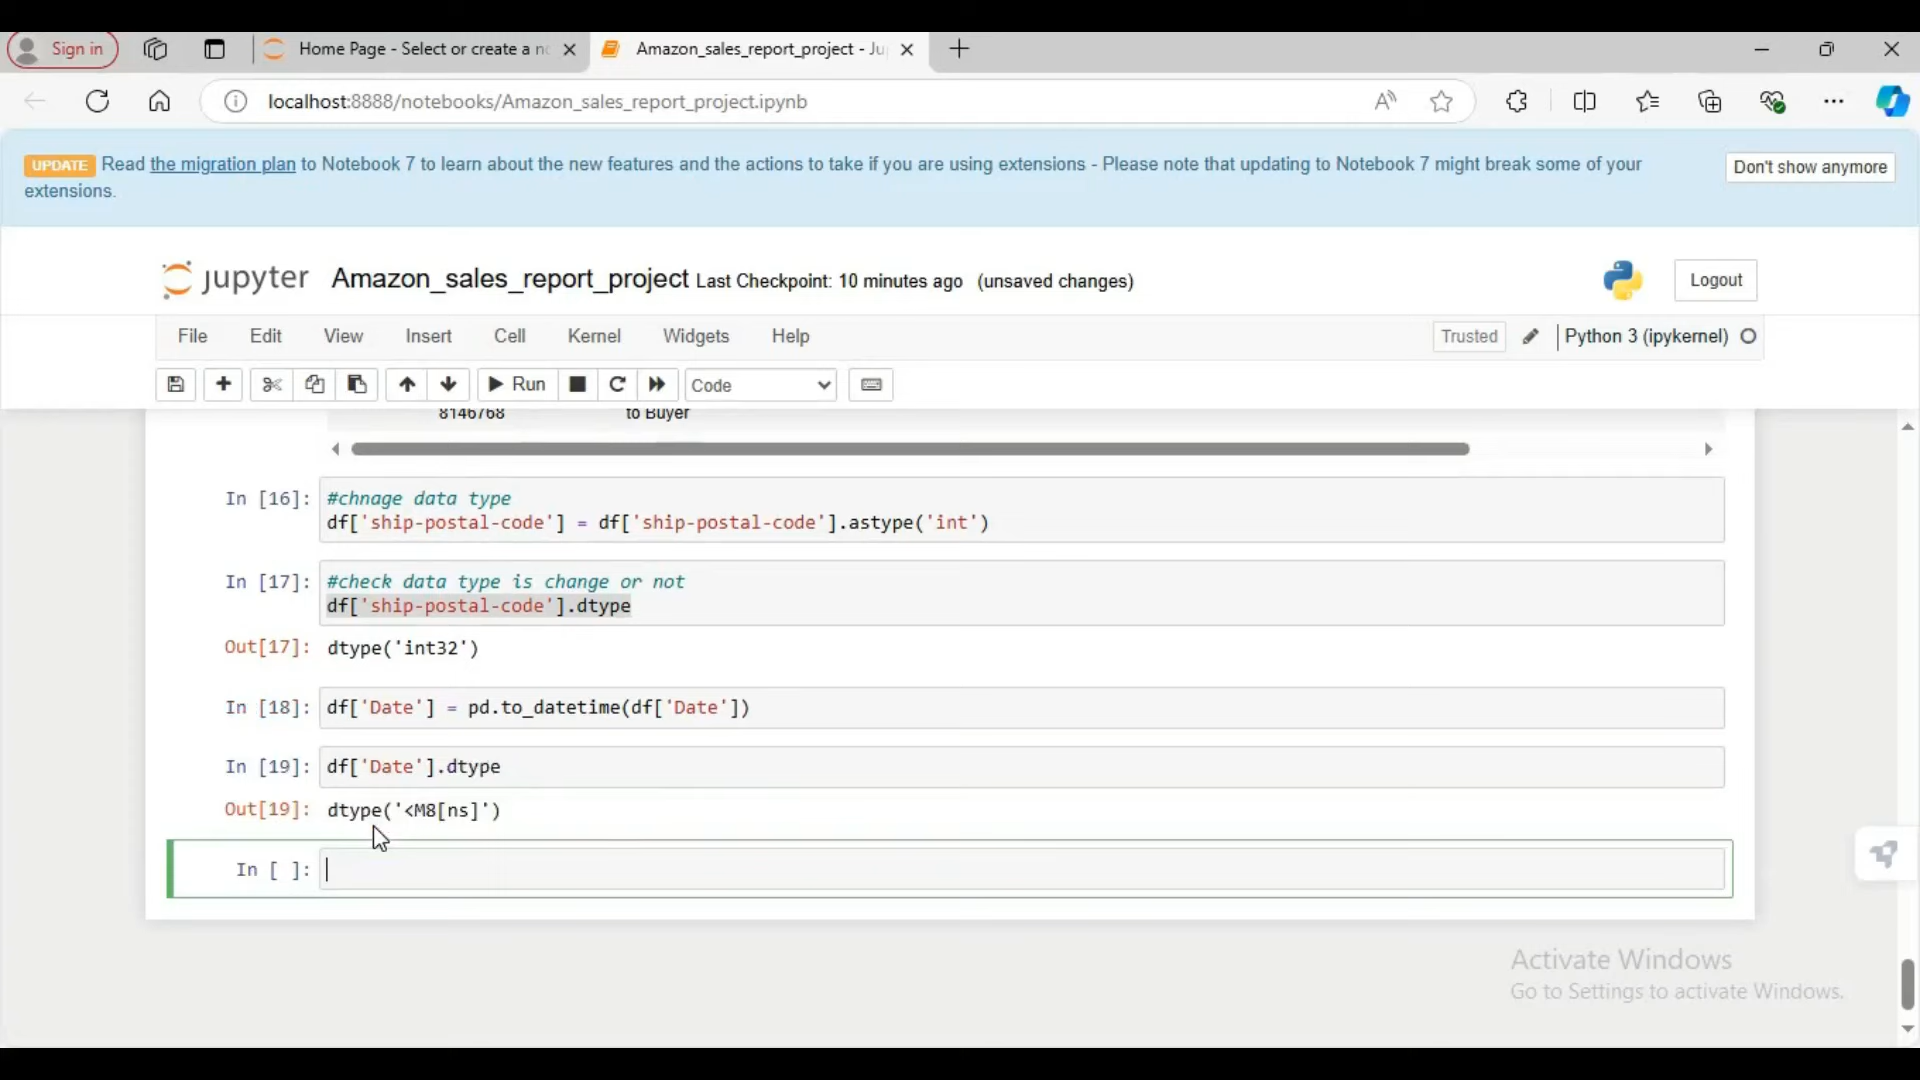 Sign in
Home Page - Select or create a n
Amazon_sales_report_project - Ju
localhost:8888/notebooks/Amazon_sales_report_project.ipynb
UPDATE Read the migration plan to Notebook 7 to learn about the new features and the actions to take if you are using extensions - Please note that updating to Notebook 7 might break some of your
extensions.
Don't show anymore
jupyter Amazon_sales_report_project Last Checkpoint: 10 minutes ago (unsaved changes)
Logout
File Edit View Insert Cell Kernel Widgets Help
Trusted Python 3 (ipykernel)
Run Code
8146768 to Buyer
In [16]: #chnage data type
df['ship-postal-code'] = df['ship-postal-code'].astype('int')
In [17]: #check data type is change or not
df['ship-postal-code'].dtype
Out[17]: dtype('int32')
In [18]: df['Date'] = pd.to_datetime(df['Date'])
In [19]: df['Date'].dtype
Out[19]: dtype('<M8[ns]')
In [ ]:
Activate Windows
Go to Settings to activate Windows.